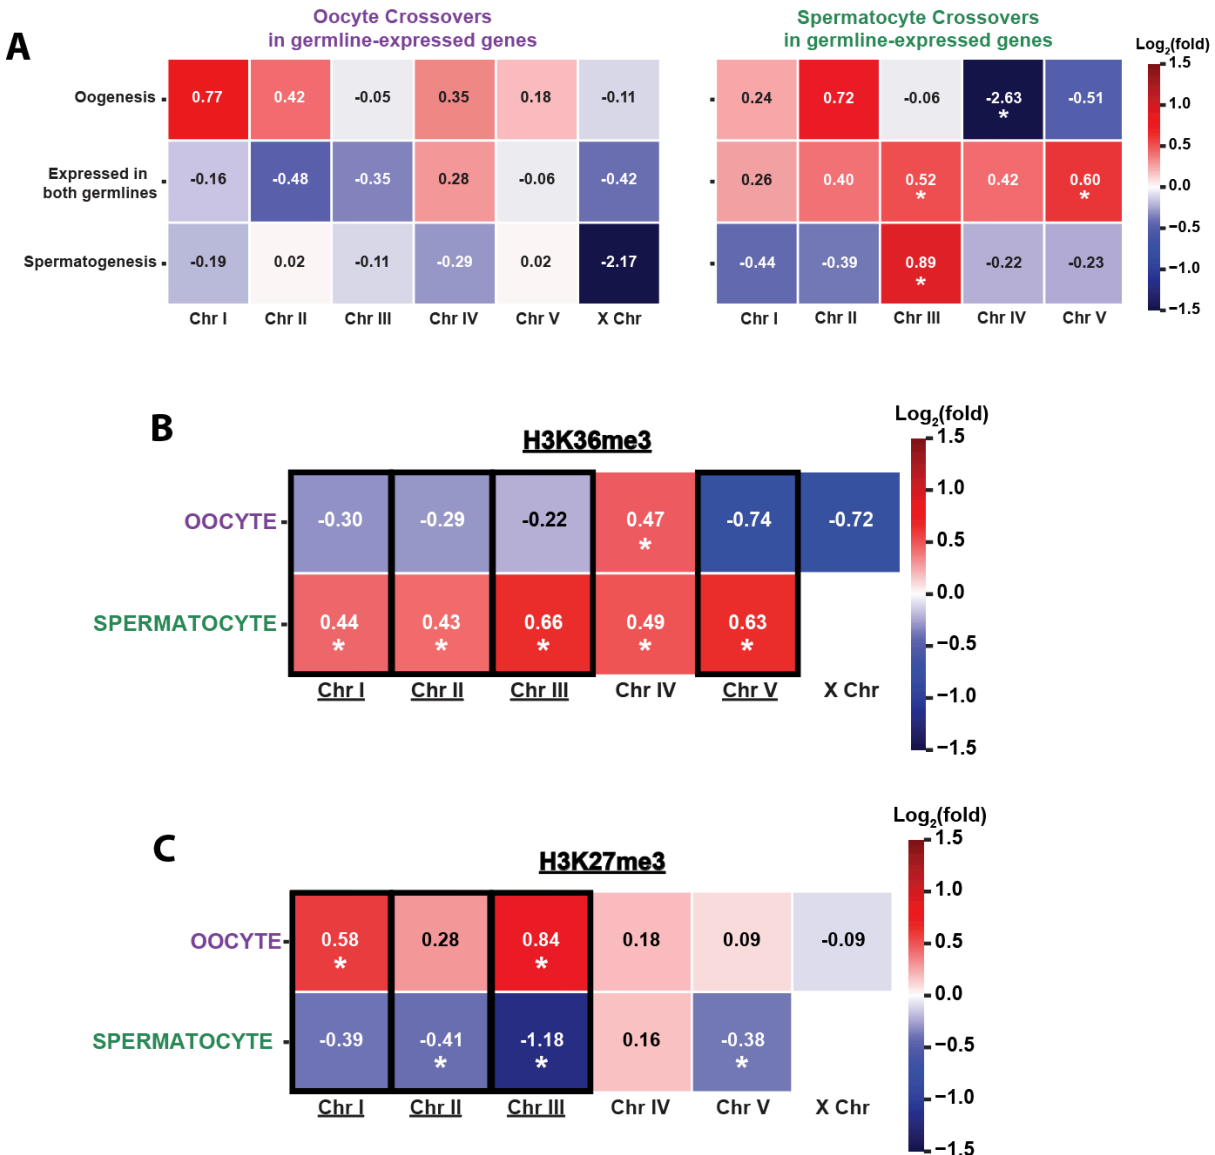 A
Oocyte Crossovers
in germline-expressed genes
Spermatocyte Crossovers
in germline-expressed genes
Log₂(fold)
Oogenesis
0.77 0.42 -0.05 0.35 0.18 -0.11
0.24 0.72 -0.06 -2.63 -0.51
*
Expressed in
both germlines
-0.16 -0.48 -0.35 0.28 -0.06 -0.42
0.26 0.40 0.52 0.42 0.60
* *
Spermatogenesis
-0.19 0.02 -0.11 -0.29 0.02 -2.17
-0.44 -0.39 0.89 -0.22 -0.23
*
Chr I Chr II Chr III Chr IV Chr V X Chr
Chr I Chr II Chr III Chr IV Chr V
1.5
1.0
0.5
0.0
−0.5
−1.0
−1.5
B
H3K36me3
Log₂(fold)
OOCYTE -0.30 -0.29 -0.22 0.47 -0.74 -0.72
*
SPERMATOCYTE 0.44 0.43 0.66 0.49 0.63
* * * * *
Chr I Chr II Chr III Chr IV Chr V X Chr
1.5
1.0
0.5
0.0
−0.5
−1.0
−1.5
C
H3K27me3
Log₂(fold)
OOCYTE 0.58 0.28 0.84 0.18 0.09 -0.09
* *
SPERMATOCYTE -0.39 -0.41 -1.18 0.16 -0.38
* * *
Chr I Chr II Chr III Chr IV Chr V X Chr
1.5
1.0
0.5
0.0
−0.5
−1.0
−1.5